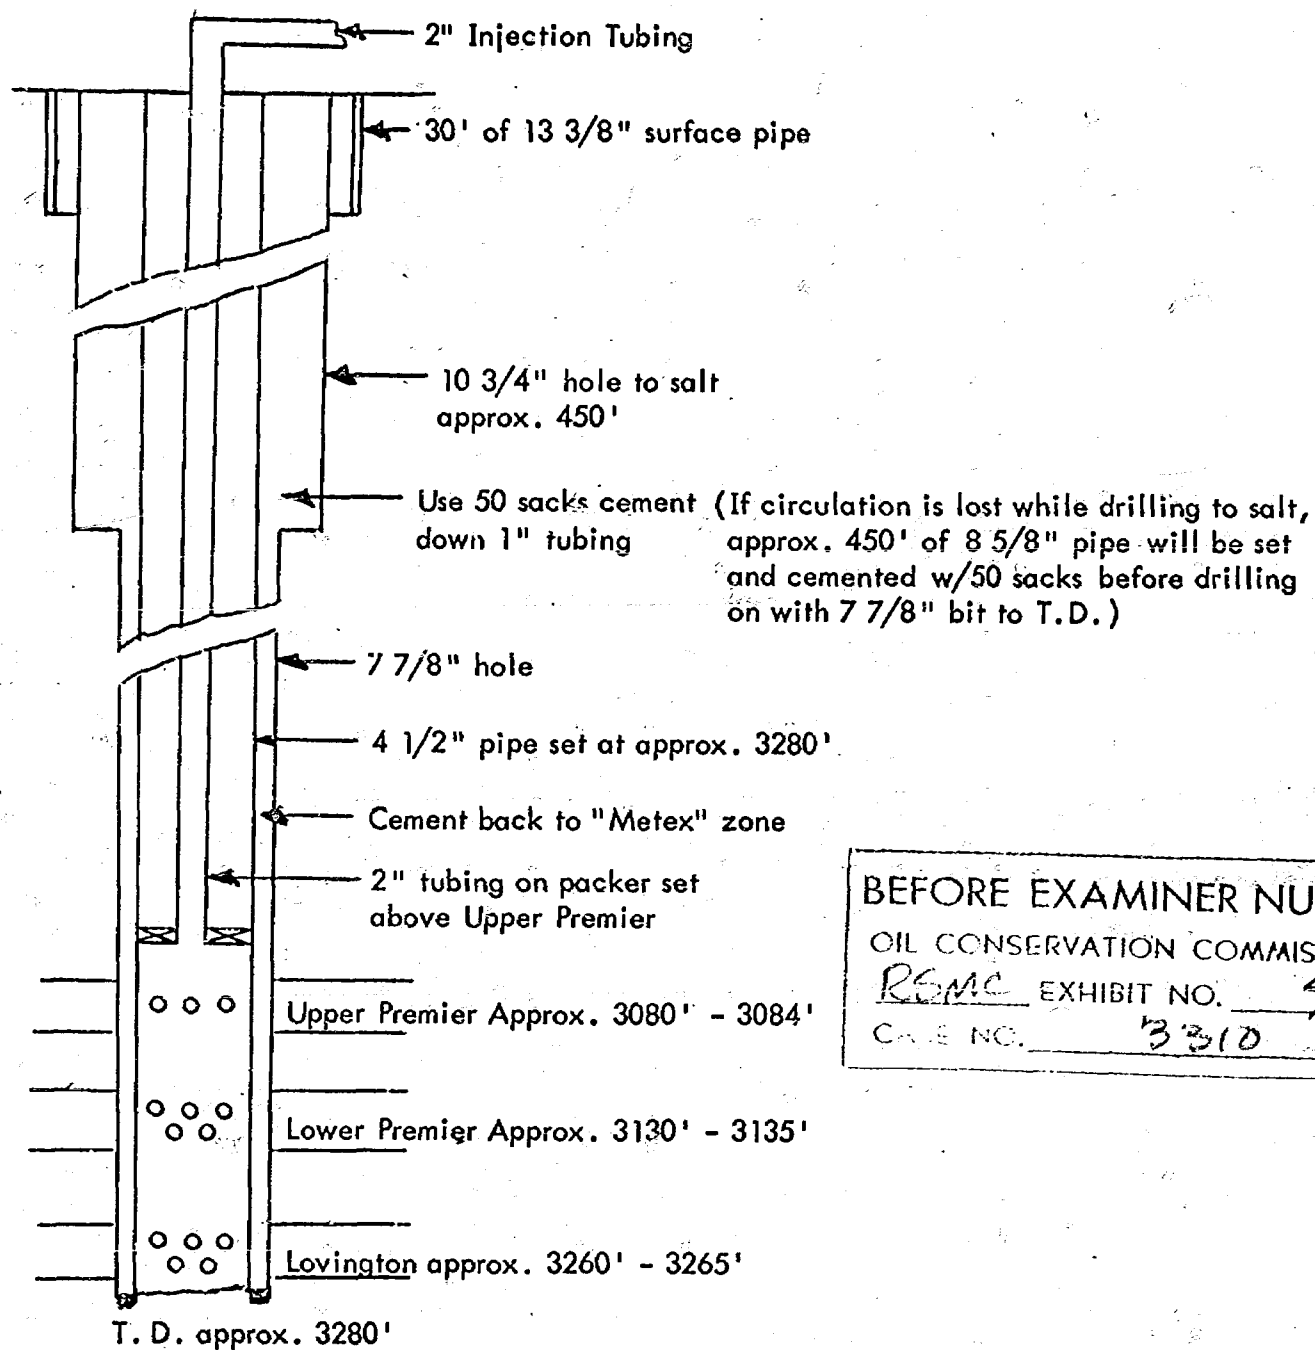 2" Injection Tubing
30' of 13 3/8" surface pipe
10 3/4" hole to salt
approx. 450'
Use 50 sacks cement
down 1" tubing
(If circulation is lost while drilling to salt,
approx. 450' of 8 5/8" pipe will be set
and cemented w/50 sacks before drilling
on with 7 7/8" bit to T.D.)
7 7/8" hole
4 1/2" pipe set at approx. 3280'
Cement back to "Metex" zone
2" tubing on packer set
above Upper Premier
BEFORE EXAMINER NU
OIL CONSERVATION COMMIS
RSMC EXHIBIT NO.
CASE NO. 3310
Upper Premier Approx. 3080' - 3084'
Lower Premier Approx. 3130' - 3135'
Lovington approx. 3260' - 3265'
T. D. approx. 3280'